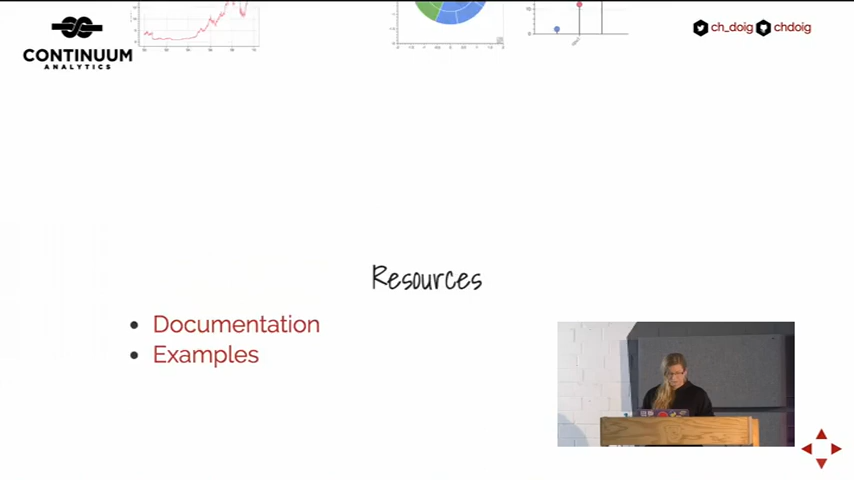 CONTINUUM
ANALYTICS
ch_doig chdoig
Resources
Documentation
Examples